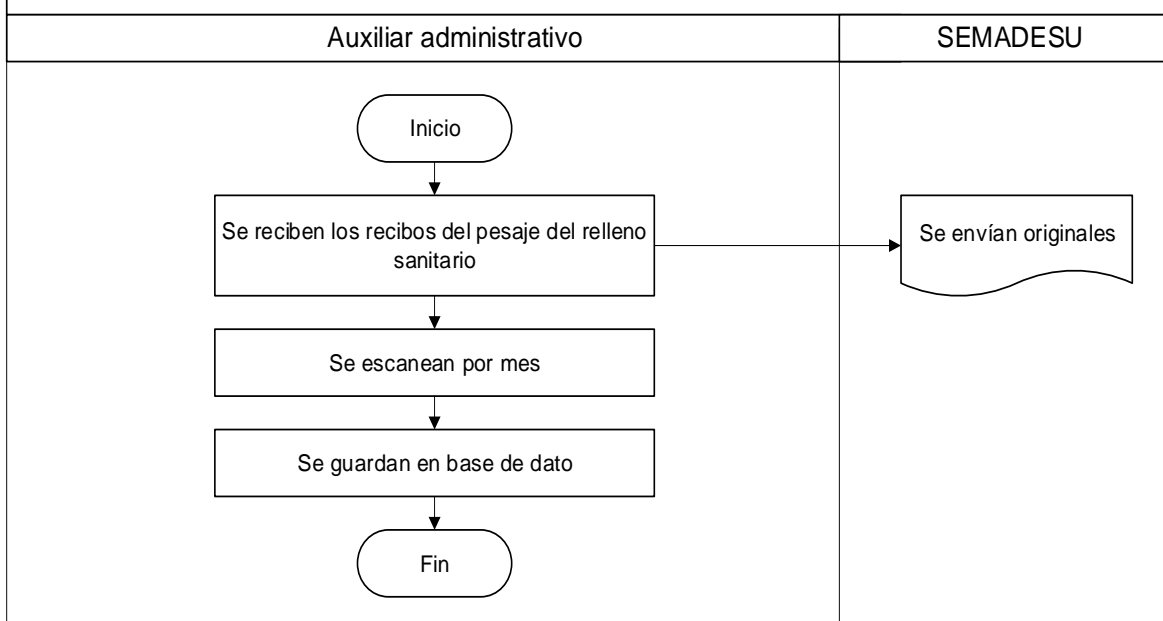 Auxiliar administrativo
SEMADESU
Inicio
Se reciben los recibos del pesaje del relleno
sanitario
Se envían originales
Se escanean por mes
Se guardan en base de dato
Fin